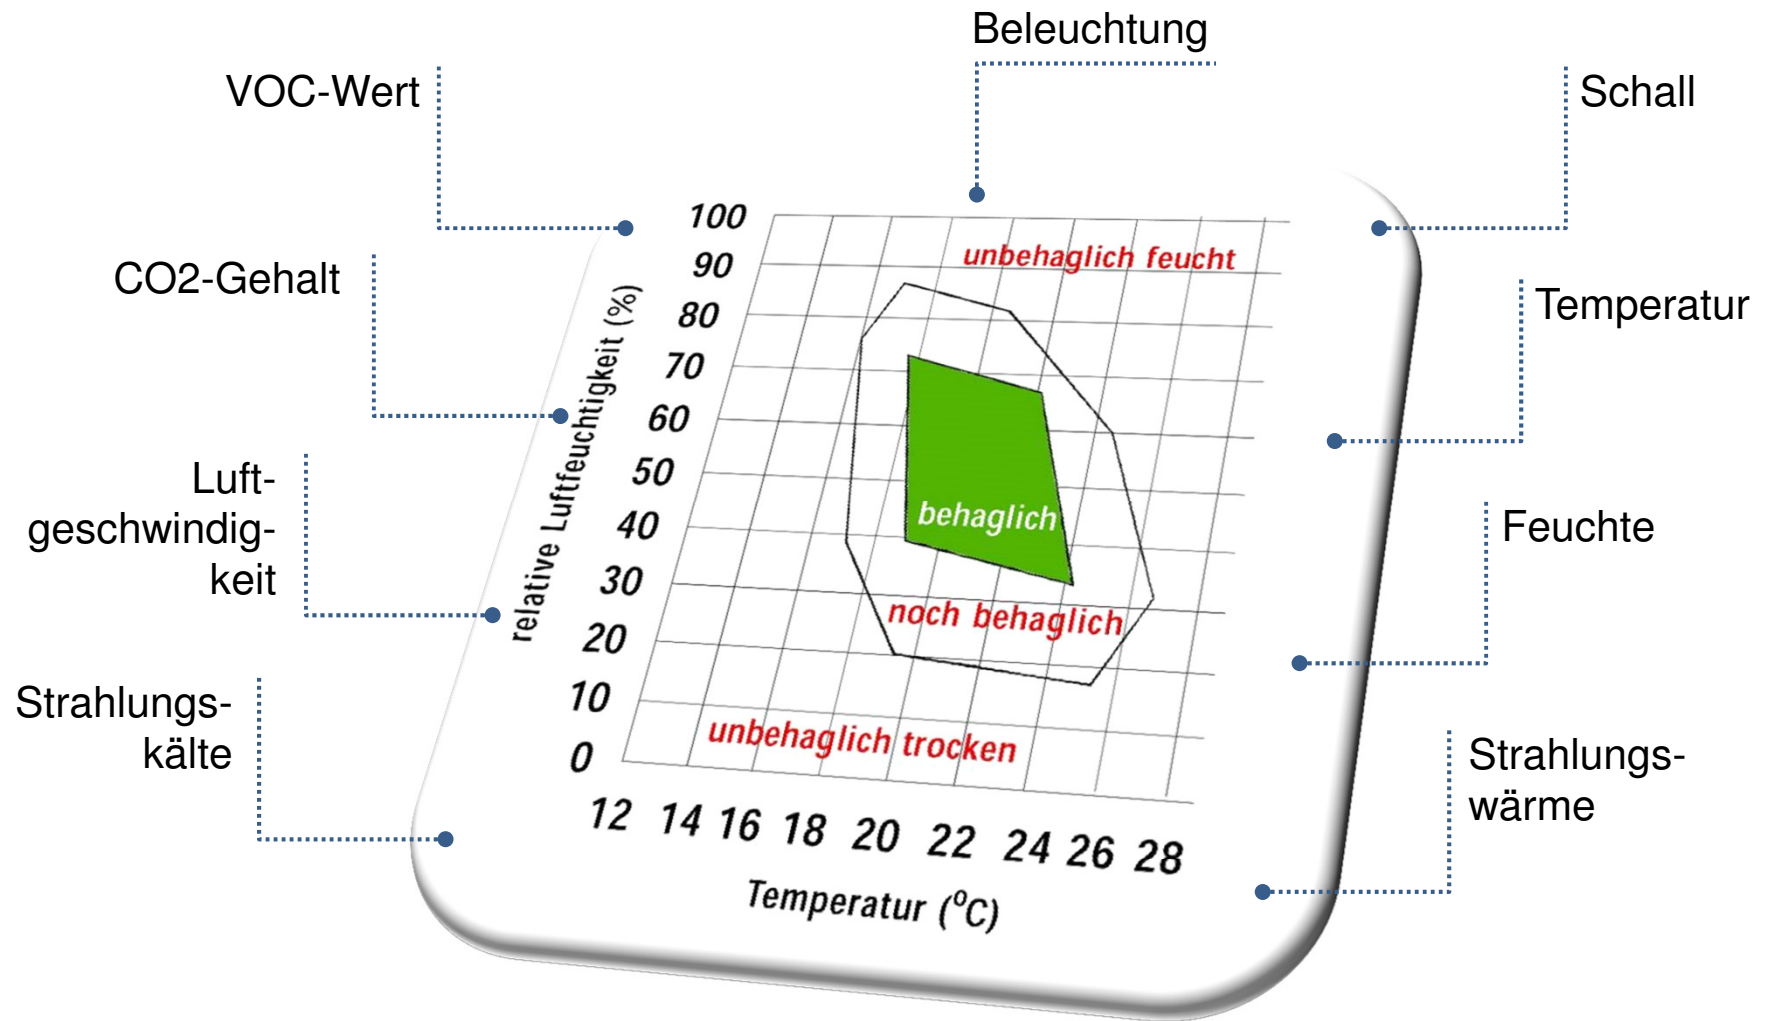 Beleuchtung
VOC-Wert
Schall
CO2-Gehalt
Temperatur
Luft-
geschwindig-
keit
Feuchte
Strahlungs-
kälte
Strahlungs-
wärme
relative Luftfeuchtigkeit (%)
100
90
80
70
60
50
40
30
20
10
0
unbehaglich feucht
behaglich
noch behaglich
unbehaglich trocken
12 14 16 18 20 22 24 26 28
Temperatur (°C)